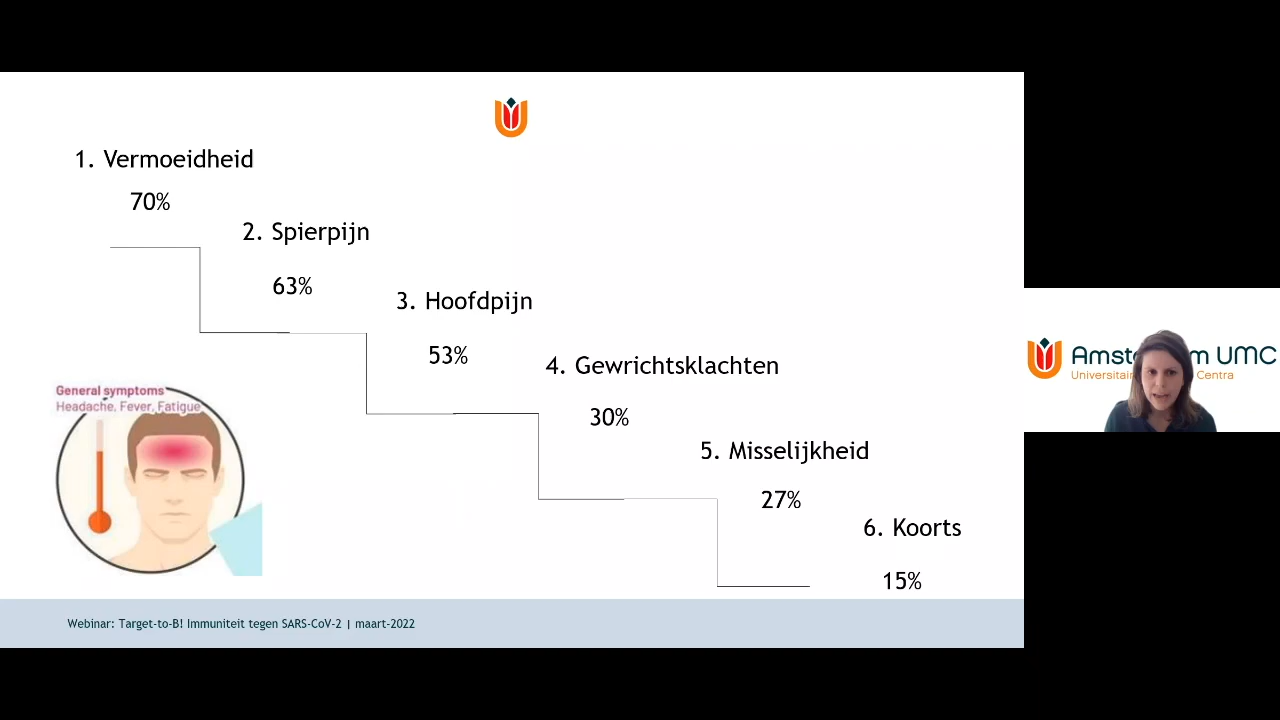 1. Vermoeidheid
70%
2. Spierpijn
63%
3. Hoofdpijn
53%
4. Gewrichtsklachten
30%
5. Misselijkheid
27%
6. Koorts
15%
General symptoms
Headache, Fever, Fatigue
Webinar: Target-to-B! Immuniteit tegen SARS-CoV-2 | maart-2022
UMC
Centra